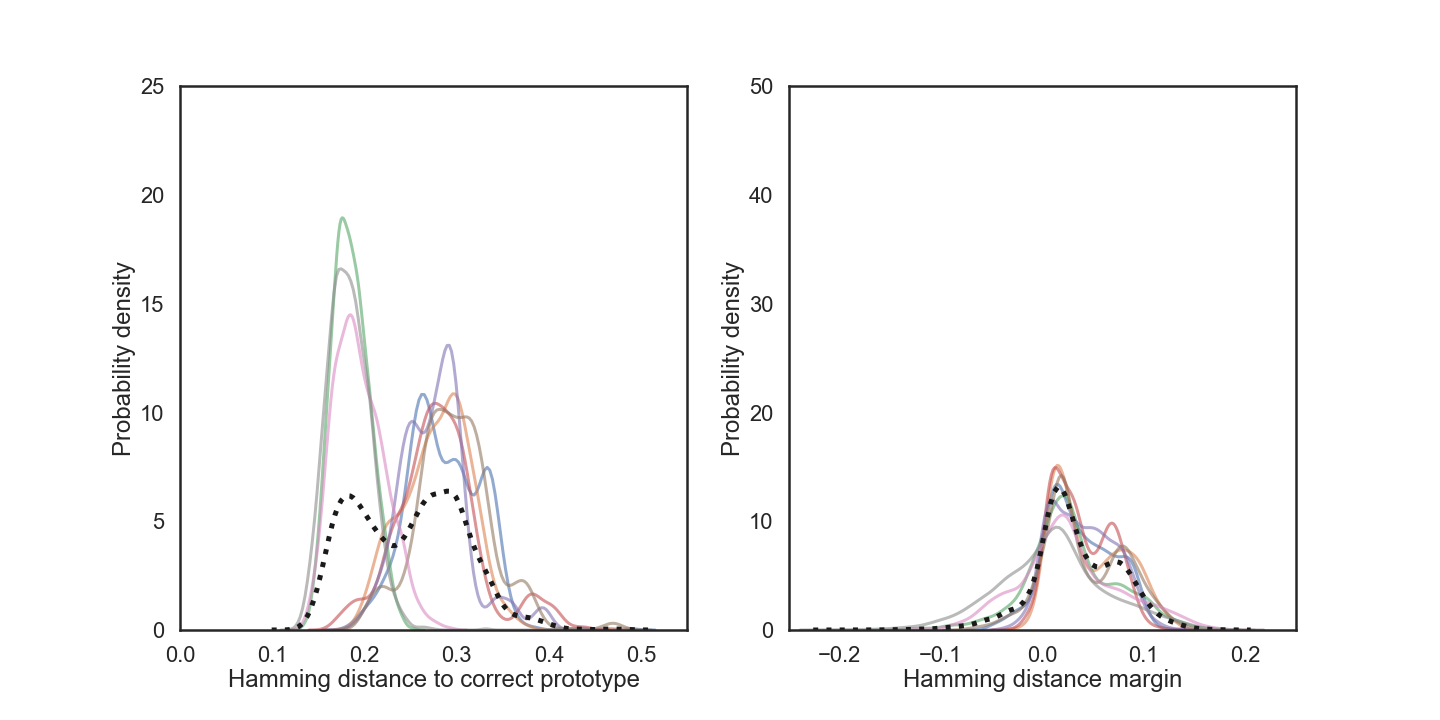 25
20
15
10
5
0
Probability density
0.0 0.1 0.2 0.3 0.4 0.5
Hamming distance to correct prototype
50
40
30
20
10
0
Probability density
−0.2 −0.1 0.0 0.1 0.2
Hamming distance margin